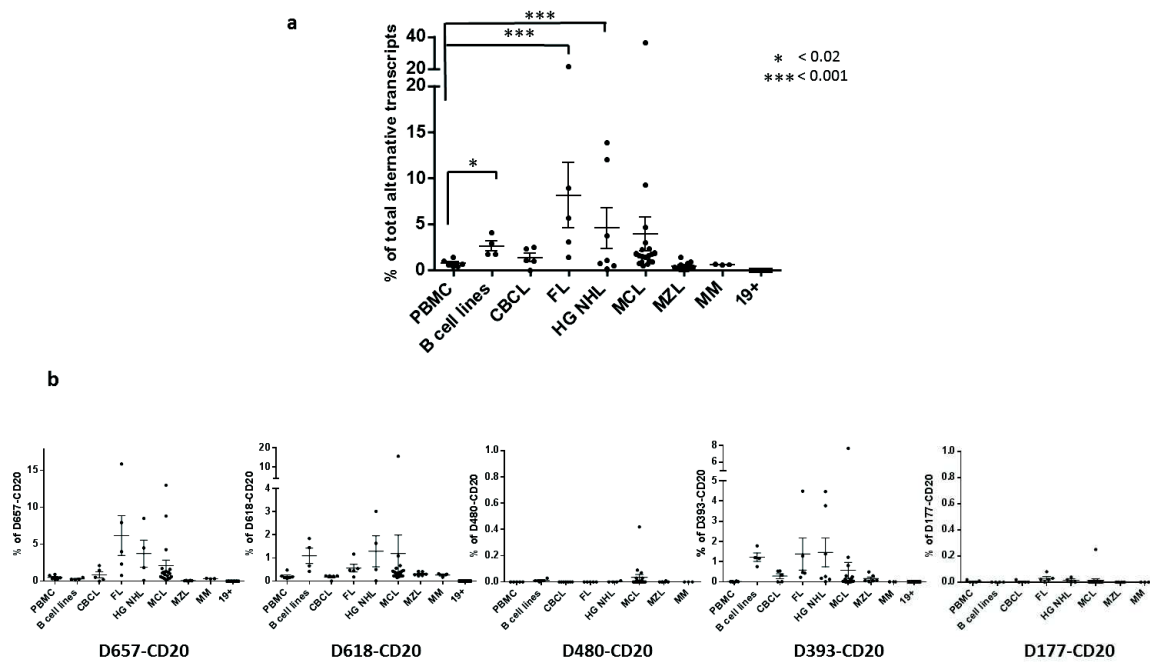 a
***
***
*
* < 0.02
*** < 0.001
% of total alternative transcripts
40
20
20
15
10
5
0
PBMC
B cell lines
CBCL
FL
HG NHL
MCL
MZL
MM
19+
b
% of D657-CD20
15
10
5
0
PBMC
B cell lines
CBCL
FL
HG NHL
MCL
MZL
MM
19+
D657-CD20
% of D618-CD20
20
10
4
3
2
1
0
PBMC
B cell lines
CBCL
FL
HG NHL
MCL
MZL
MM
19+
D618-CD20
% of D480-CD20
1.0
0.8
0.6
0.4
0.2
0.0
PBMC
B cell lines
CBCL
FL
HG NHL
MCL
MZL
MM
D480-CD20
% of D393-CD20
8
6
5
4
2
1
0
PBMC
B cell lines
CBCL
FL
HG NHL
MCL
MZL
MM
19+
D393-CD20
% of D177-CD20
1.0
0.8
0.6
0.4
0.2
0.0
PBMC
B cell lines
CBCL
FL
HG NHL
MCL
MZL
MM
D177-CD20